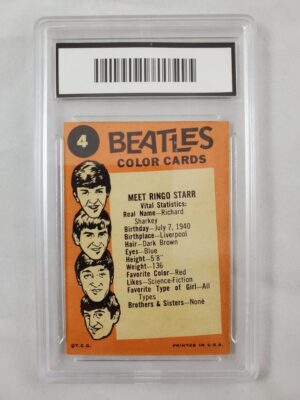 4
BEATLES
COLOR CARDS
MEET RINGO STARR
Vital Statistics:
Real Name—Richard
Sharkey
Birthday—July 7, 1940
Birthplace—Liverpool
Hair—Dark Brown
Eyes—Blue
Height—5'8"
Weight—136
Favorite Color—Red
Likes—Science-Fiction
Favorite Type of Girl—All
Types
Brothers & Sisters—None
©T.C.G.
PRINTED IN U.S.A.